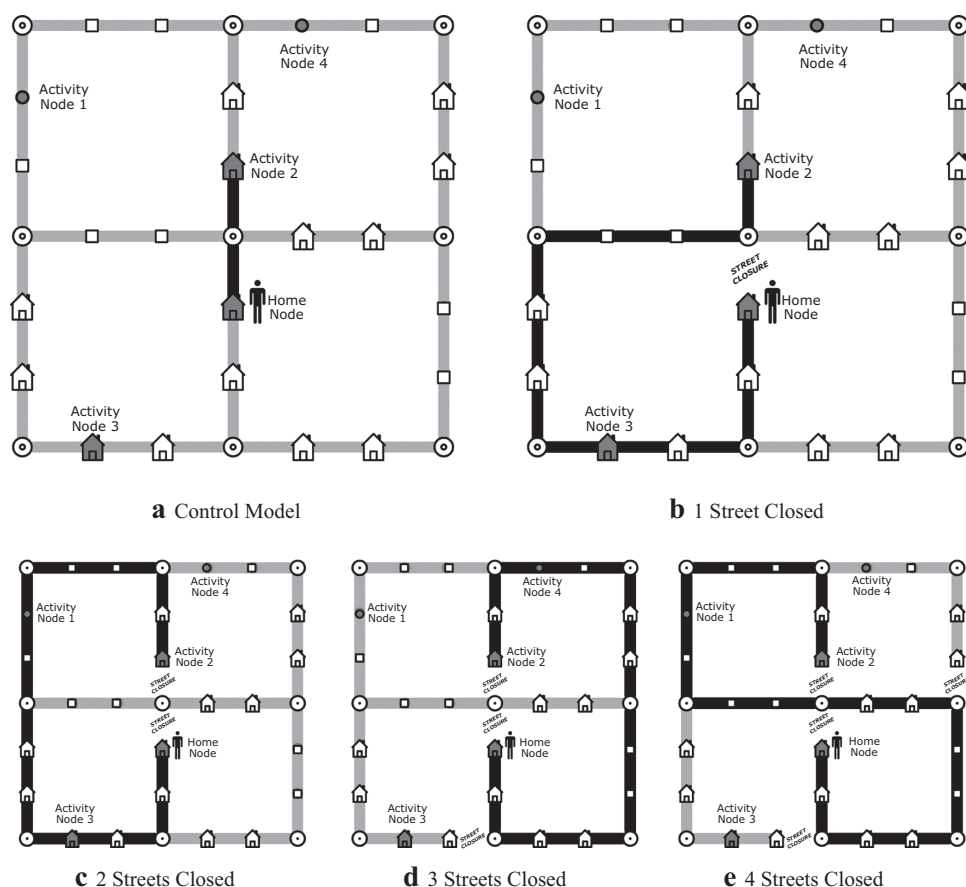 Activity
Node 4
Activity
Node 1
Activity
Node 2
Home
Node
Activity
Node 3
a Control Model
Activity
Node 4
Activity
Node 1
Activity
Node 2
STREET
CLOSURE
Home
Node
Activity
Node 3
b 1 Street Closed
Activity
Node 4
Activity
Node 1
Activity
Node 2
STREET
CLOSURE
STREET
CLOSURE
Home
Node
Activity
Node 3
c 2 Streets Closed
Activity
Node 4
Activity
Node 1
Activity
Node 2
STREET
CLOSURE
STREET
CLOSURE
Home
Node
Activity
Node 3
STREET
CLOSURE
d 3 Streets Closed
Activity
Node 4
Activity
Node 1
Activity
Node 2
STREET
CLOSURE
STREET
CLOSURE
STREET
CLOSURE
Home
Node
Activity
Node 3
STREET
CLOSURE
e 4 Streets Closed